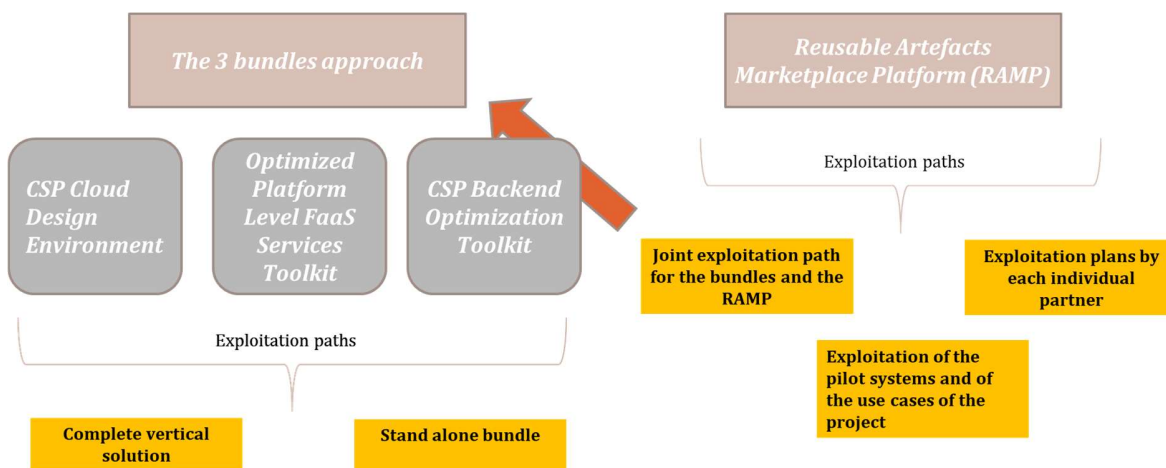 The 3 bundles approach
CSP Cloud
Design
Environment
Optimized
Platform
Level FaaS
Services
Toolkit
CSP Backend
Optimization
Toolkit
Exploitation paths
Complete vertical
solution
Stand alone bundle
Reusable Artefacts
Marketplace Platform (RAMP)
Exploitation paths
Joint exploitation path
for the bundles and the
RAMP
Exploitation plans by
each individual
partner
Exploitation of the
pilot systems and of
the use cases of the
project